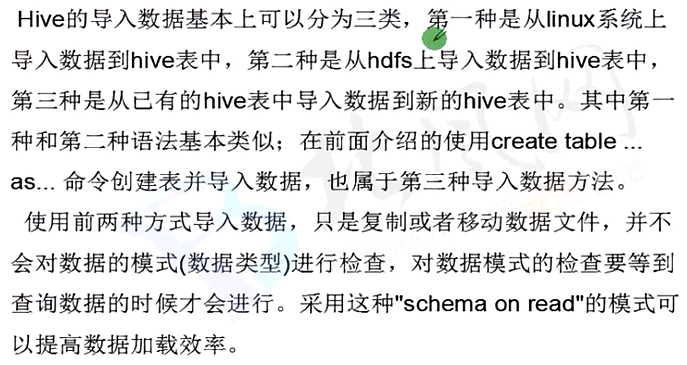 Hive的导入数据基本上可以分为三类，第一种是从linux系统上
导入数据到hive表中，第二种是从hdfs上导入数据到hive表中，
第三种是从已有的hive表中导入数据到新的hive表中。其中第一
种和第二种语法基本类似；在前面介绍的使用create table ...
as... 命令创建表并导入数据，也属于第三种导入数据方法。
使用前两种方式导入数据，只是复制或者移动数据文件，并不
会对数据的模式(数据类型)进行检查，对数据模式的检查要等到
查询数据的时候才会进行。采用这种"schema on read"的模式可
以提高数据加载效率。